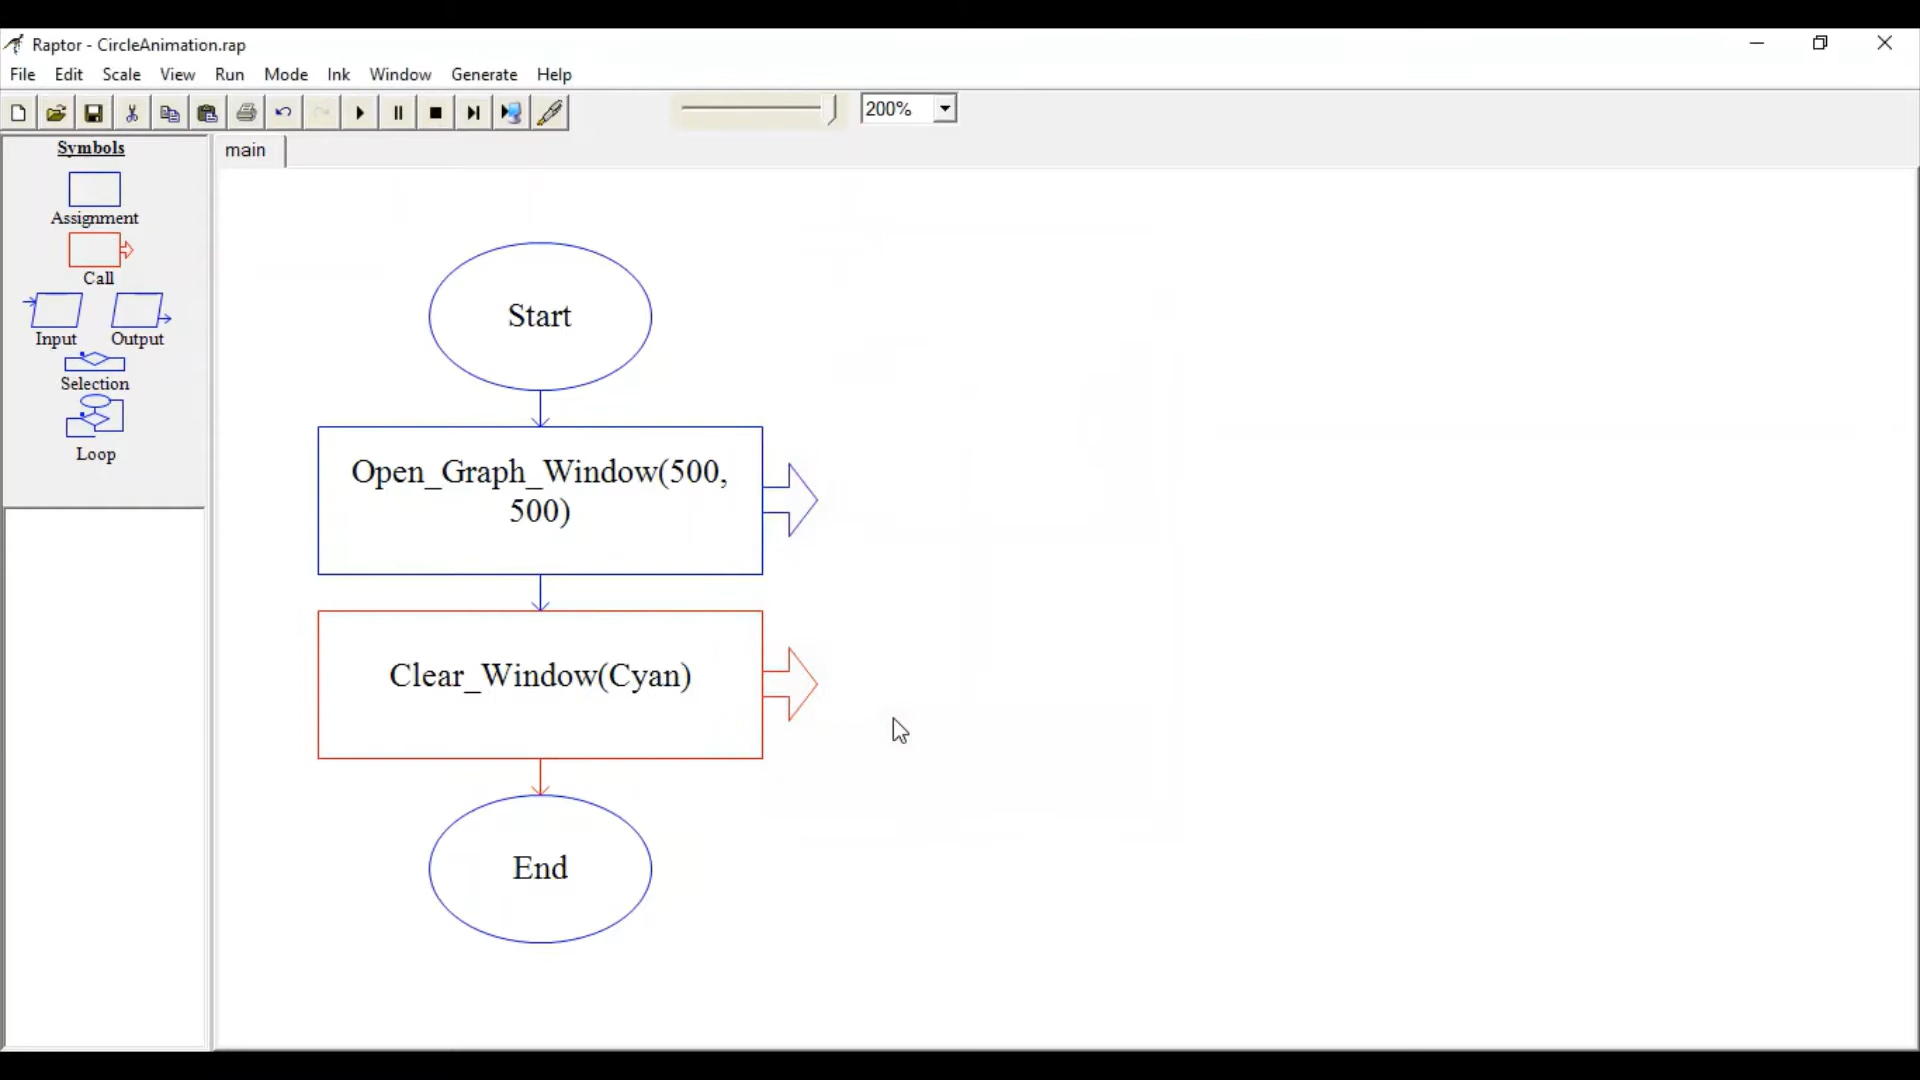 Raptor - CircleAnimation.rap
File Edit Scale View Run Mode Ink Window Generate Help
200%
Symbols
main
Assignment
Call
Input Output
Selection
Loop
Start
Open_Graph_Window(500,
500)
Clear_Window(Cyan)
End